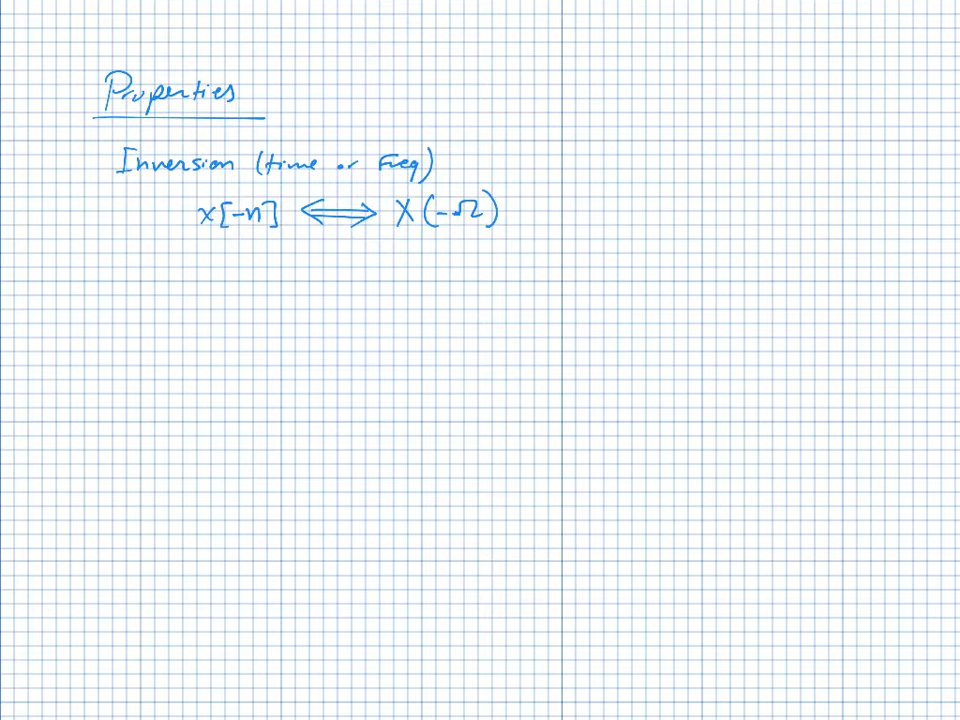 Properties
Inversion (time or Freq)
x[-n] ⟺ X(-Ω)